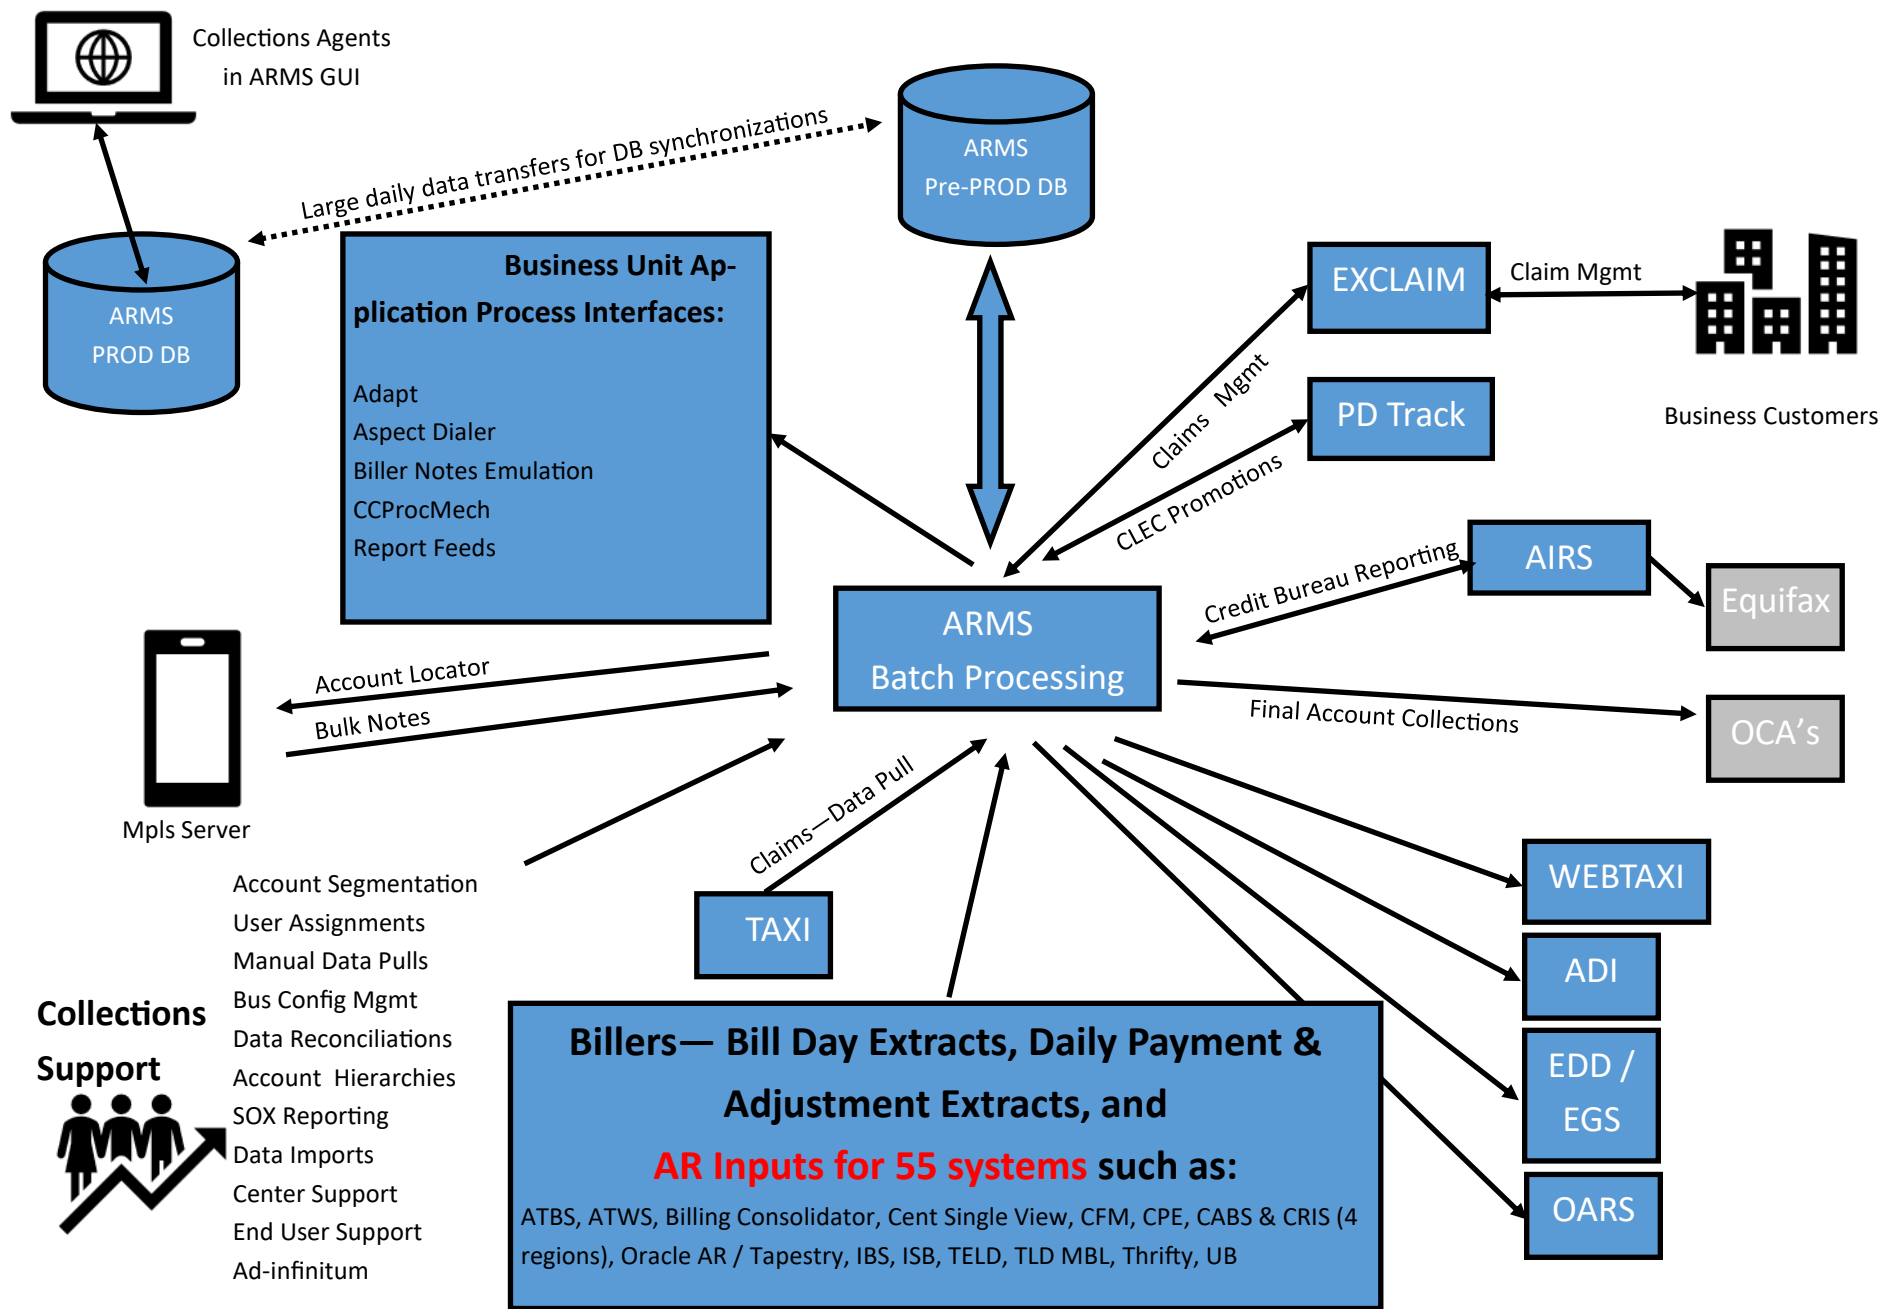 Collections Agents
in ARMS GUI
Large daily data transfers for DB synchronizations
ARMS
Pre-PROD DB
ARMS
PROD DB
Business Unit Ap-
plication Process Interfaces:
Adapt
Aspect Dialer
Biller Notes Emulation
CCProcMech
Report Feeds
EXCLAIM
Claim Mgmt
Business Customers
Claims Mgmt
PD Track
CLEC Promotions
AIRS
Credit Bureau Reporting
Equifax
ARMS
Batch Processing
Account Locator
Bulk Notes
Mpls Server
Final Account Collections
OCA's
Claims—Data Pull
TAXI
WEBTAXI
ADI
EDD /
EGS
OARS
Collections
Support
Account Segmentation
User Assignments
Manual Data Pulls
Bus Config Mgmt
Data Reconciliations
Account Hierarchies
SOX Reporting
Data Imports
Center Support
End User Support
Ad-infinitum
Billers— Bill Day Extracts, Daily Payment &
Adjustment Extracts, and
AR Inputs for 55 systems such as:
ATBS, ATWS, Billing Consolidator, Cent Single View, CFM, CPE, CABS & CRIS (4
regions), Oracle AR / Tapestry, IBS, ISB, TELD, TLD MBL, Thrifty, UB